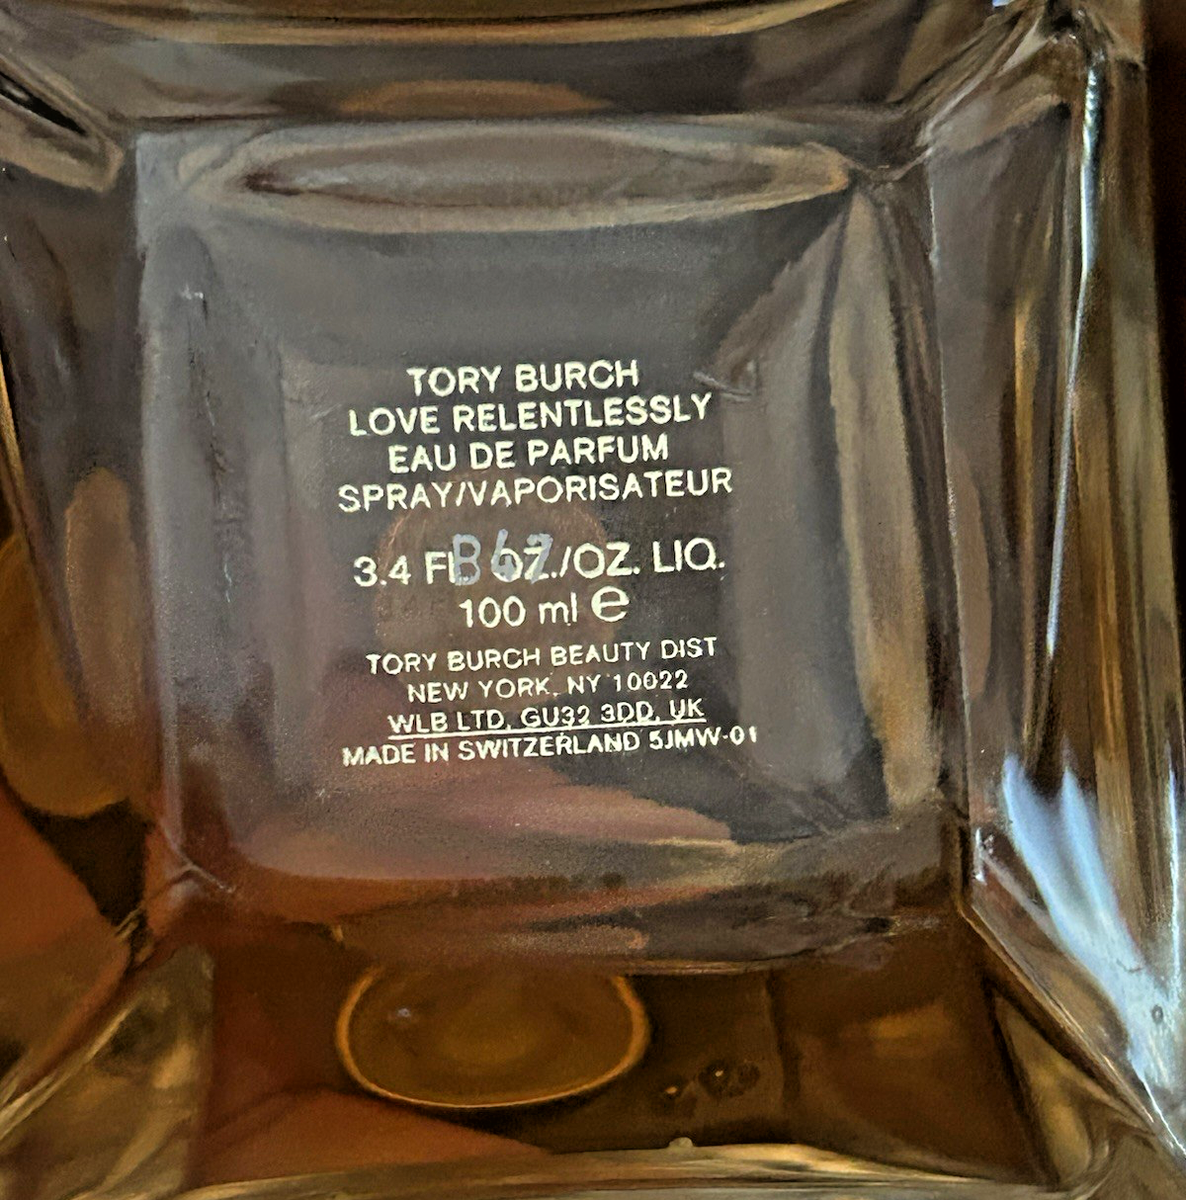 TORY BURCH
LOVE RELENTLESSLY
EAU DE PARFUM
SPRAY/VAPORISATEUR
3.4 FL. OZ./OZ. LIQ.
100 ml e
TORY BURCH BEAUTY DIST
NEW YORK, NY 10022
WLB LTD, GU32 3DD, UK
MADE IN SWITZERLAND 5JMW-01